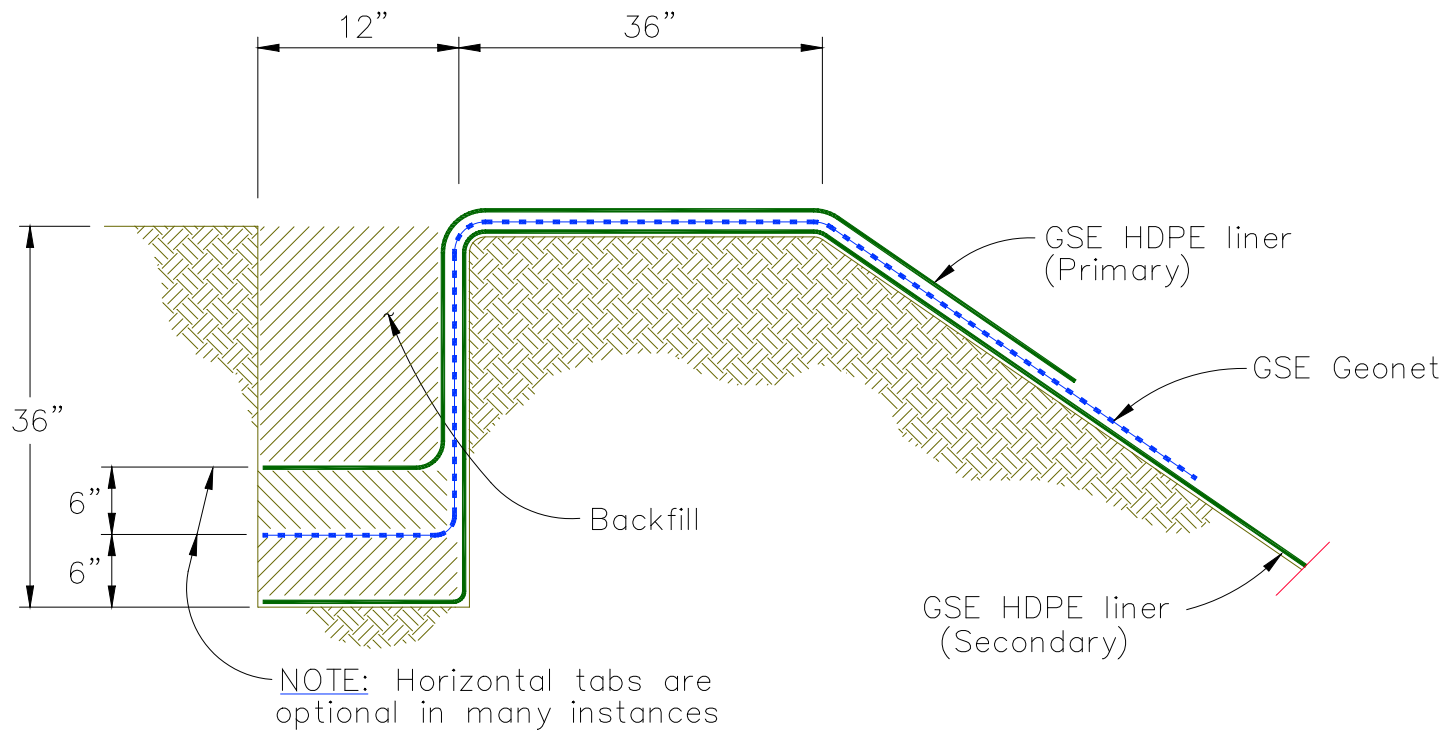 12”
36”
GSE HDPE liner
(Primary)
GSE Geonet
36”
6”
Backfill
6”
GSE HDPE liner
(Secondary)
NOTE: Horizontal tabs are
optional in many instances